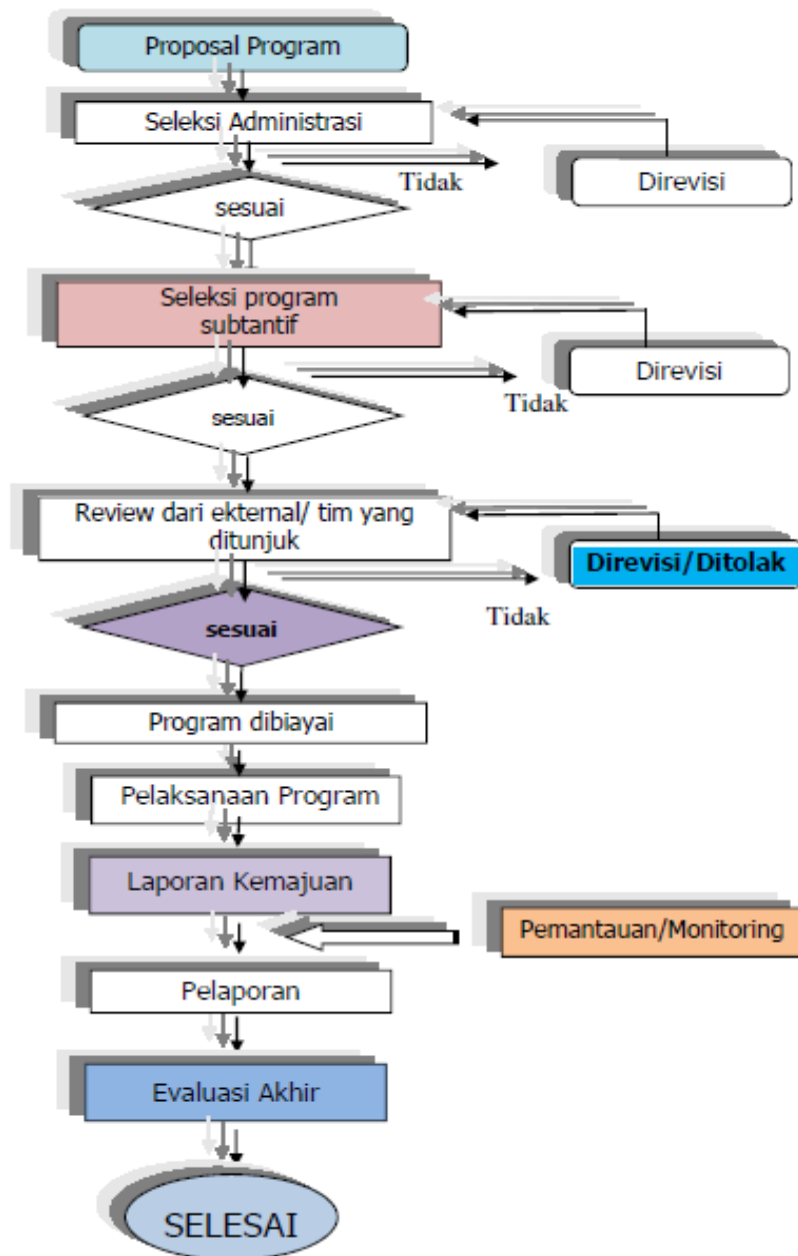 Proposal Program
Seleksi Administrasi
Tidak
Direvisi
sesuai
Seleksi program
subtantif
Direvisi
Tidak
sesuai
Review dari ekternal/ tim yang
ditunjuk
Direvisi/Ditolak
Tidak
sesuai
Program dibiayai
Pelaksanaan Program
Laporan Kemajuan
Pemantauan/Monitoring
Pelaporan
Evaluasi Akhir
SELESAI